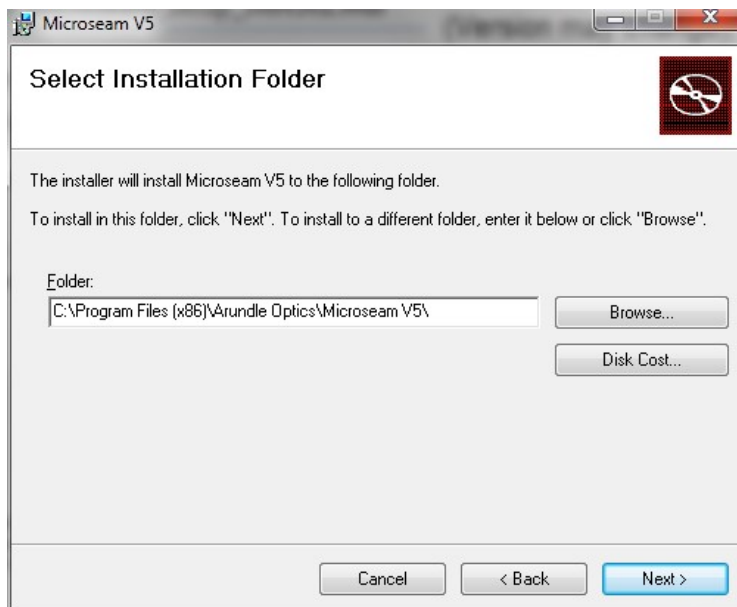 Microseam V5
(Version
Select Installation Folder
The installer will install Microseam V5 to the following folder.
To install in this folder, click "Next". To install to a different folder, enter it below or click "Browse".
Folder:
C:\Program Files (x86)\Arundle Optics\Microseam V5\
Browse...
Disk Cost...
Cancel
< Back
Next >